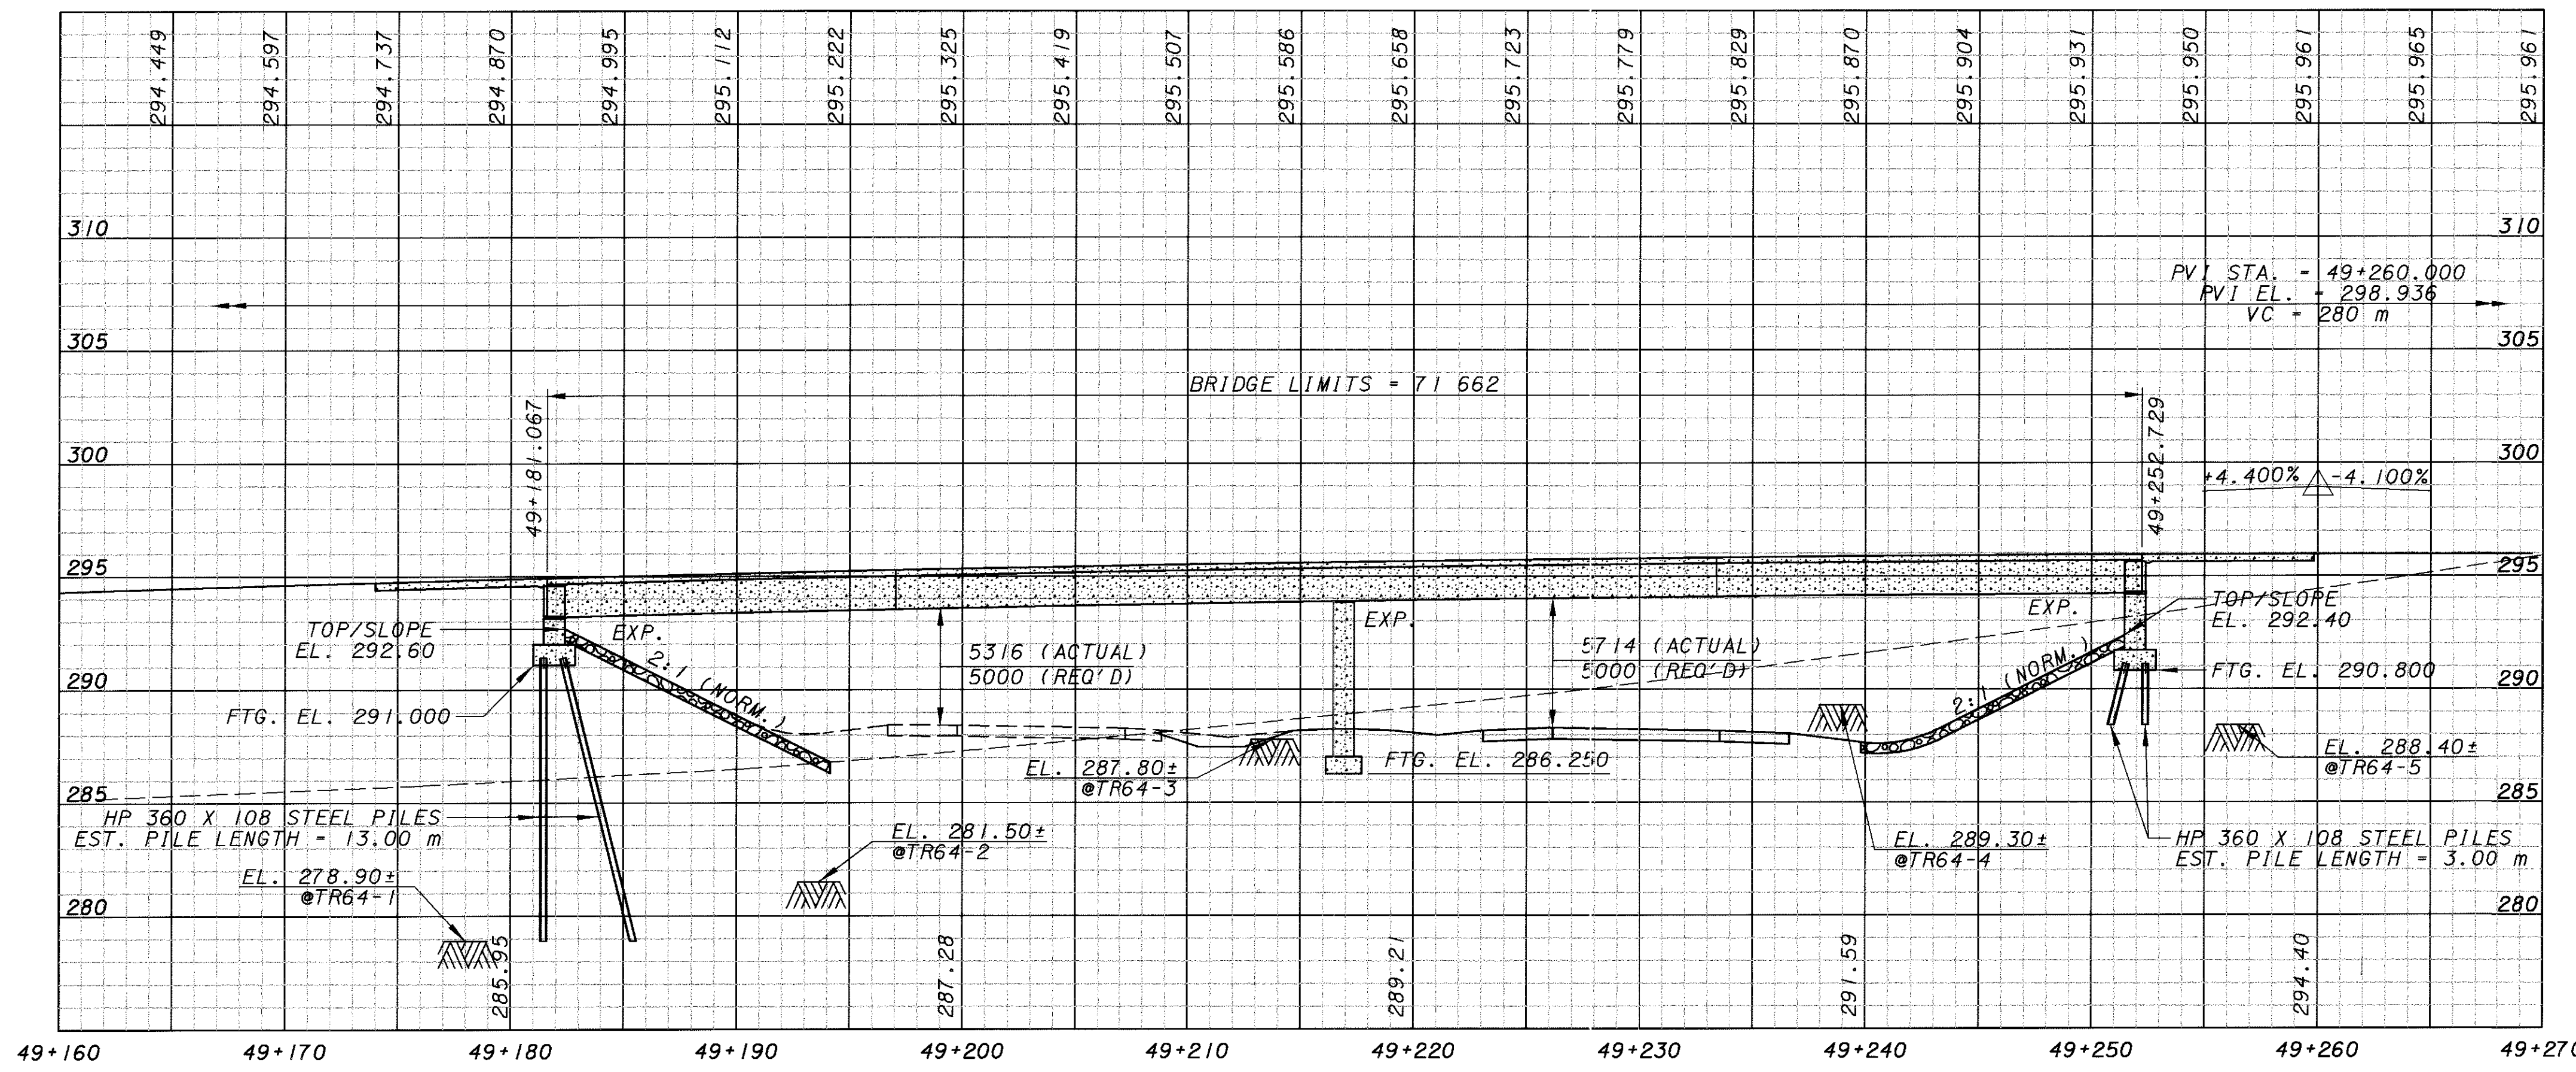 294.449
294.597
294.737
294.870
294.995
295.112
295.222
295.325
295.419
295.507
295.586
295.658
295.723
295.779
295.829
295.870
295.904
295.931
295.950
295.961
295.965
295.961
310
310
PVI STA. = 49+260.000
PVI EL. = 298.936
VC = 280 m
305
305
BRIDGE LIMITS = 71 662
49+181.067
49+252.729
300
300
+4.400%
-4.100%
295
295
TOP/SLOPE
EL. 292.60
EXP.
2:1 (NORM.)
5316 (ACTUAL)
5000 (REQ'D)
EXP.
5714 (ACTUAL)
5000 (REQ'D)
EXP.
2:1 (NORM.)
TOP/SLOPE
EL. 292.40
290
290
FTG. EL. 291.000
FTG. EL. 290.800
EL. 287.80±
@TR64-3
FTG. EL. 286.250
EL. 288.40±
@TR64-5
285
285
HP 360 X 108 STEEL PILES
EST. PILE LENGTH = 13.00 m
EL. 281.50±
@TR64-2
EL. 289.30±
@TR64-4
HP 360 X 108 STEEL PILES
EST. PILE LENGTH = 3.00 m
EL. 278.90±
@TR64-1
280
280
285.95
287.28
289.21
291.59
294.40
49+160
49+170
49+180
49+190
49+200
49+210
49+220
49+230
49+240
49+250
49+260
49+270